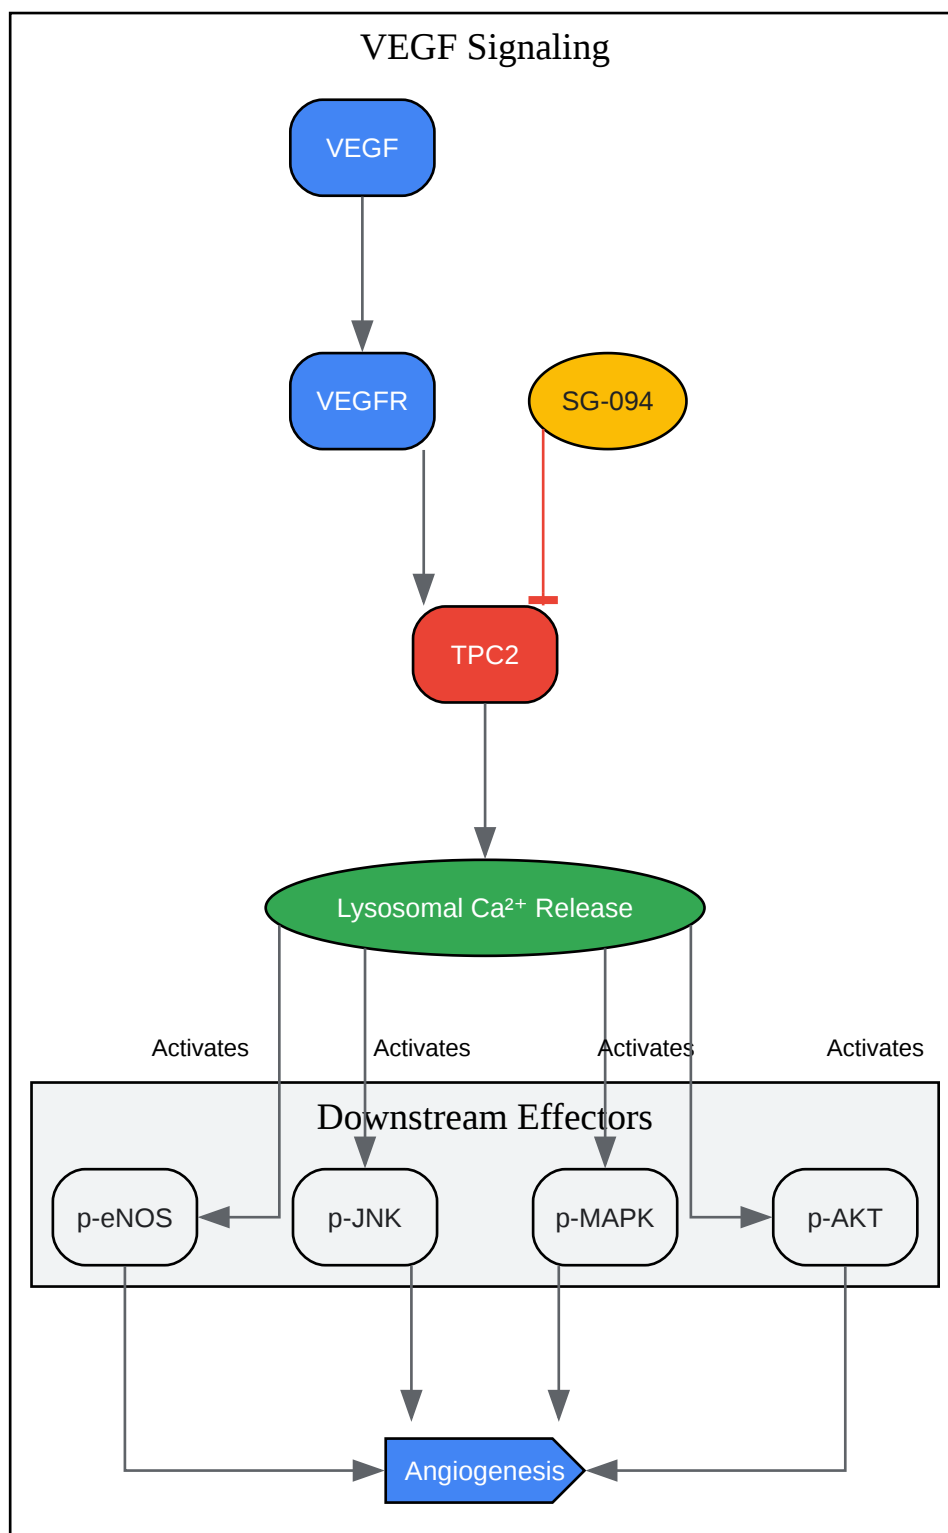 VEGF Signaling
VEGF
VEGFR
SG-094
TPC2
Lysosomal Ca²⁺ Release
Activates
Activates
Activates
Activates
Downstream Effectors
p-eNOS
p-JNK
p-MAPK
p-AKT
Angiogenesis